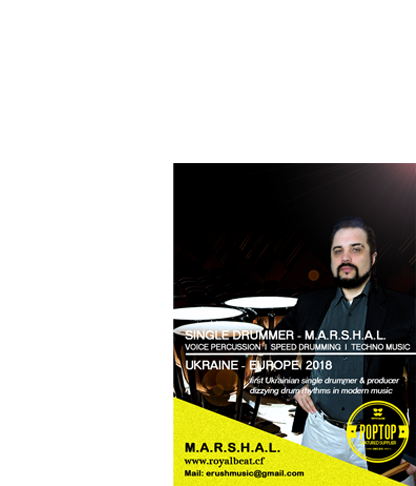 SINGLE DRUMMER - M.A.R.S.H.A.L.
VOICE PERCUSSION | SPEED DRUMMING | TECHNO MUSIC
UKRAINE - EUROPE 2018
first Ukrainian single drummer & producer
dizzying drum rhythms in modern music
POPTOP
FEATURED SUPPLIER
M.A.R.S.H.A.L.
www.royalbeat.cf
Mail: erushmusic@gmail.com